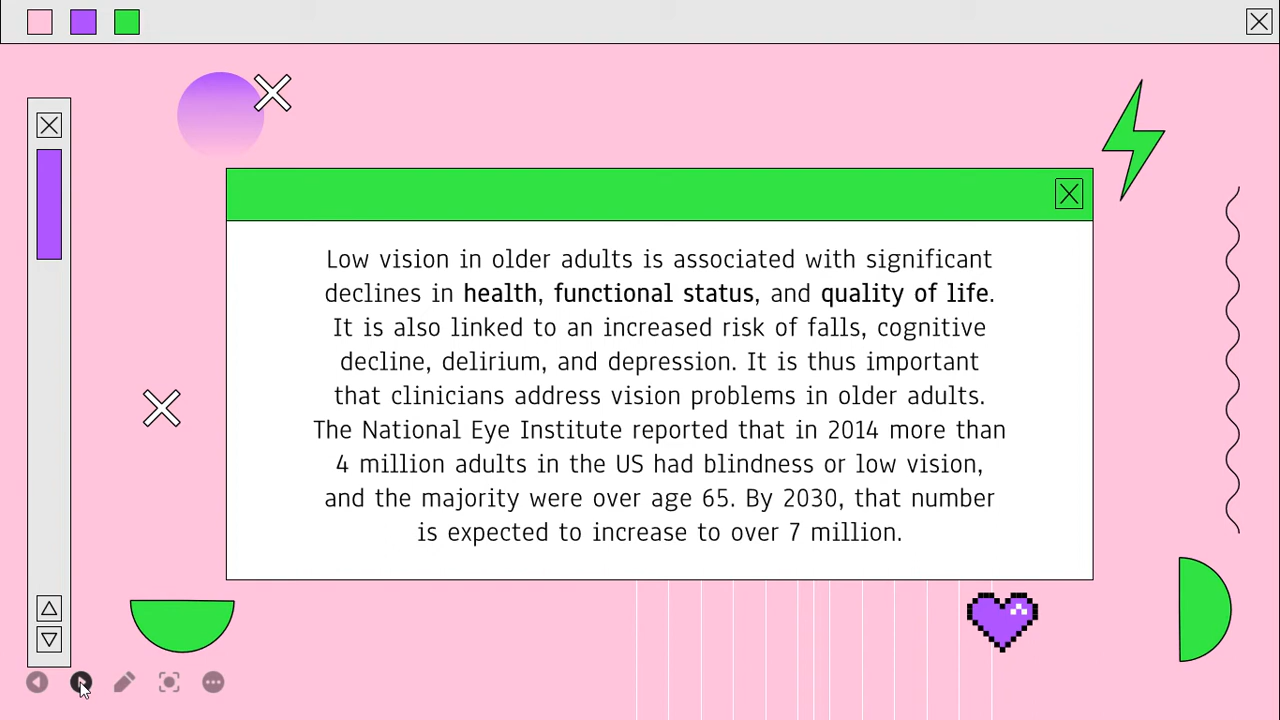 Low vision in older adults is associated with significant
declines in health, functional status, and quality of life.
It is also linked to an increased risk of falls, cognitive
decline, delirium, and depression. It is thus important
that clinicians address vision problems in older adults.
The National Eye Institute reported that in 2014 more than
4 million adults in the US had blindness or low vision,
and the majority were over age 65. By 2030, that number
is expected to increase to over 7 million.